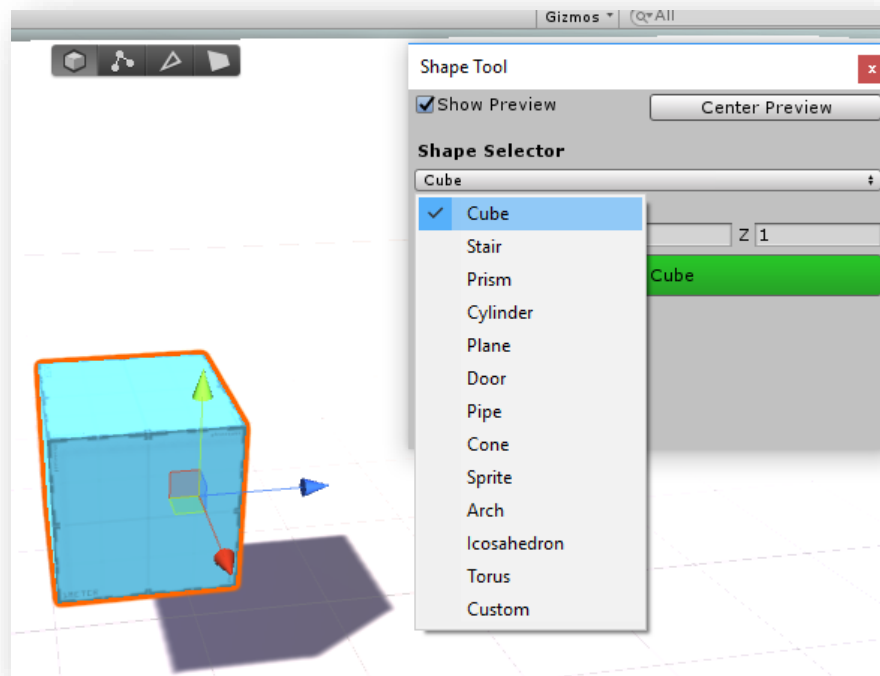 Gizmos
All
Shape Tool
x
Show Preview
Center Preview
Shape Selector
Cube
Cube
Stair
Z 1
Prism
Cube
Cylinder
Plane
Door
Pipe
Cone
Sprite
Arch
Icosahedron
Torus
Custom